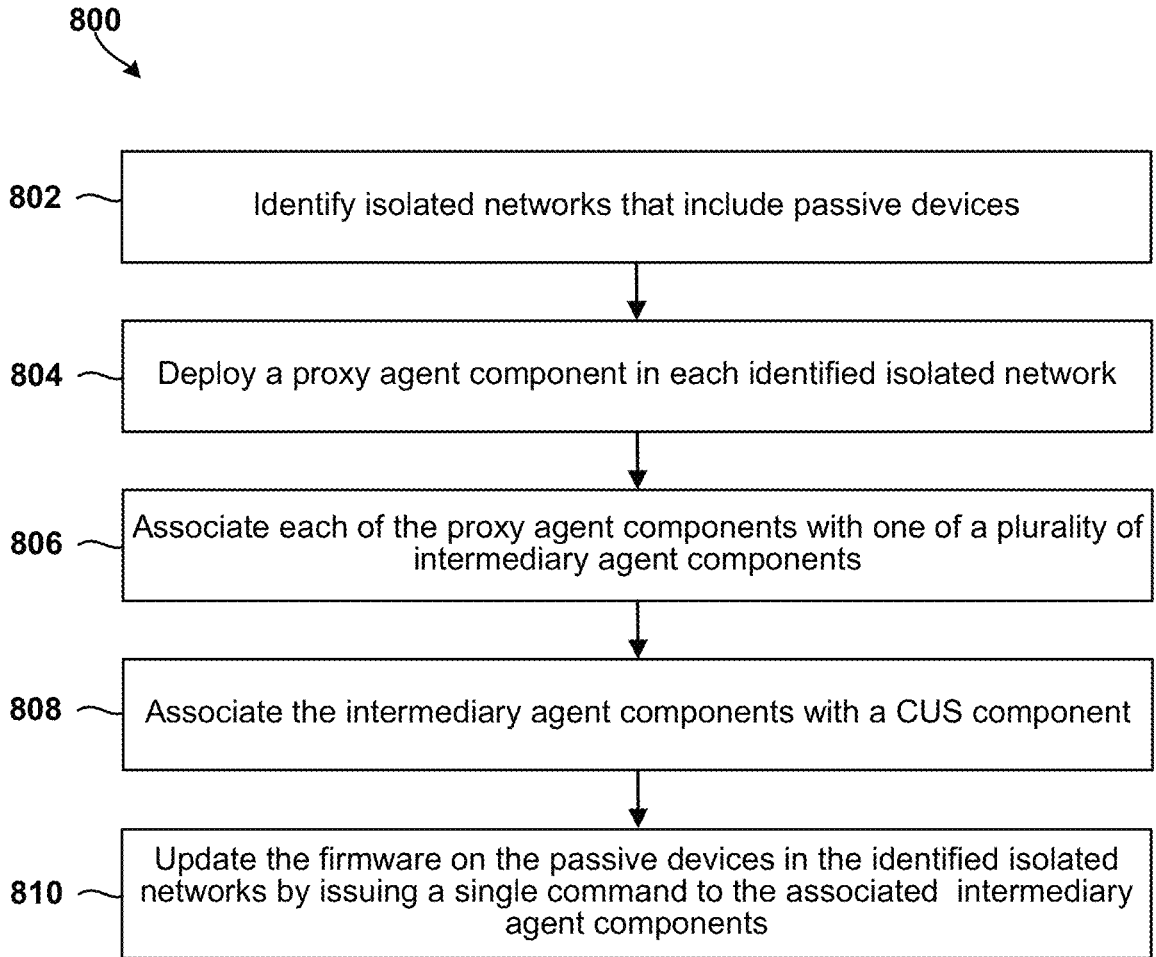 800
802
Identify isolated networks that include passive devices
804
Deploy a proxy agent component in each identified isolated network
806
Associate each of the proxy agent components with one of a plurality of
intermediary agent components
808
Associate the intermediary agent components with a CUS component
810
Update the firmware on the passive devices in the identified isolated
networks by issuing a single command to the associated intermediary
agent components